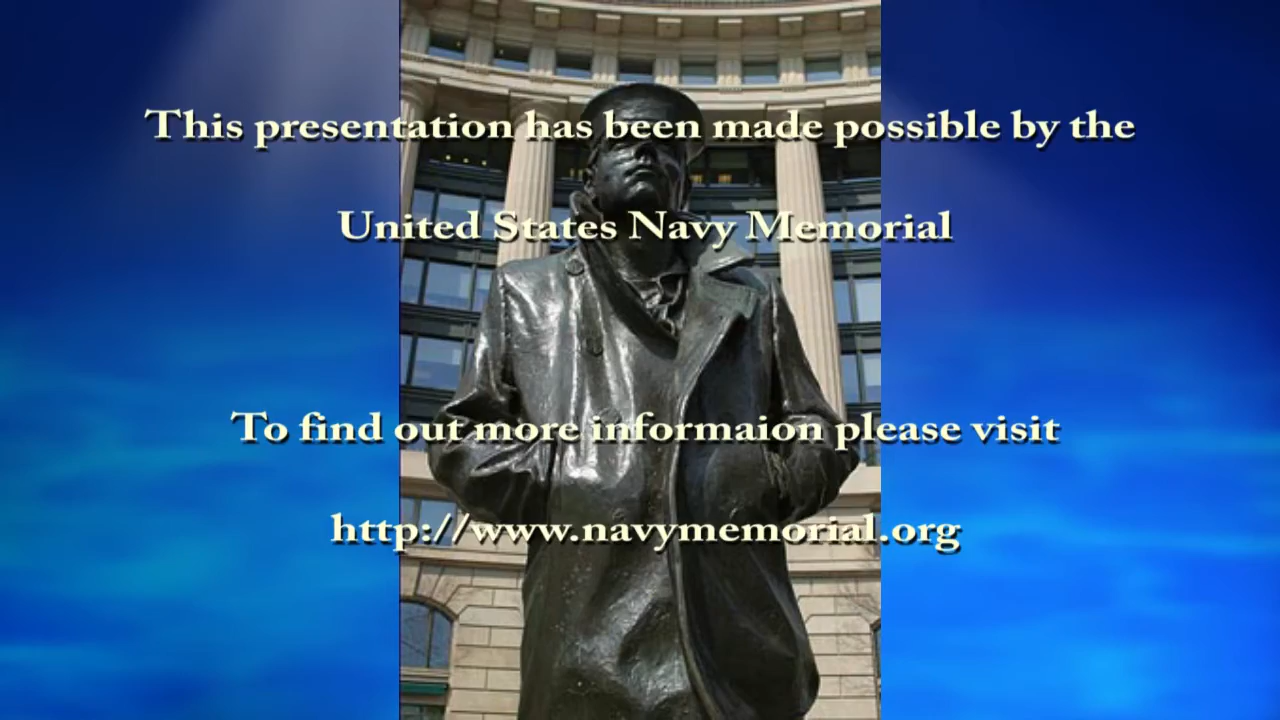 This presentation has been made possible by the
United States Navy Memorial
To find out more informaion please visit
http://www.navymemorial.org